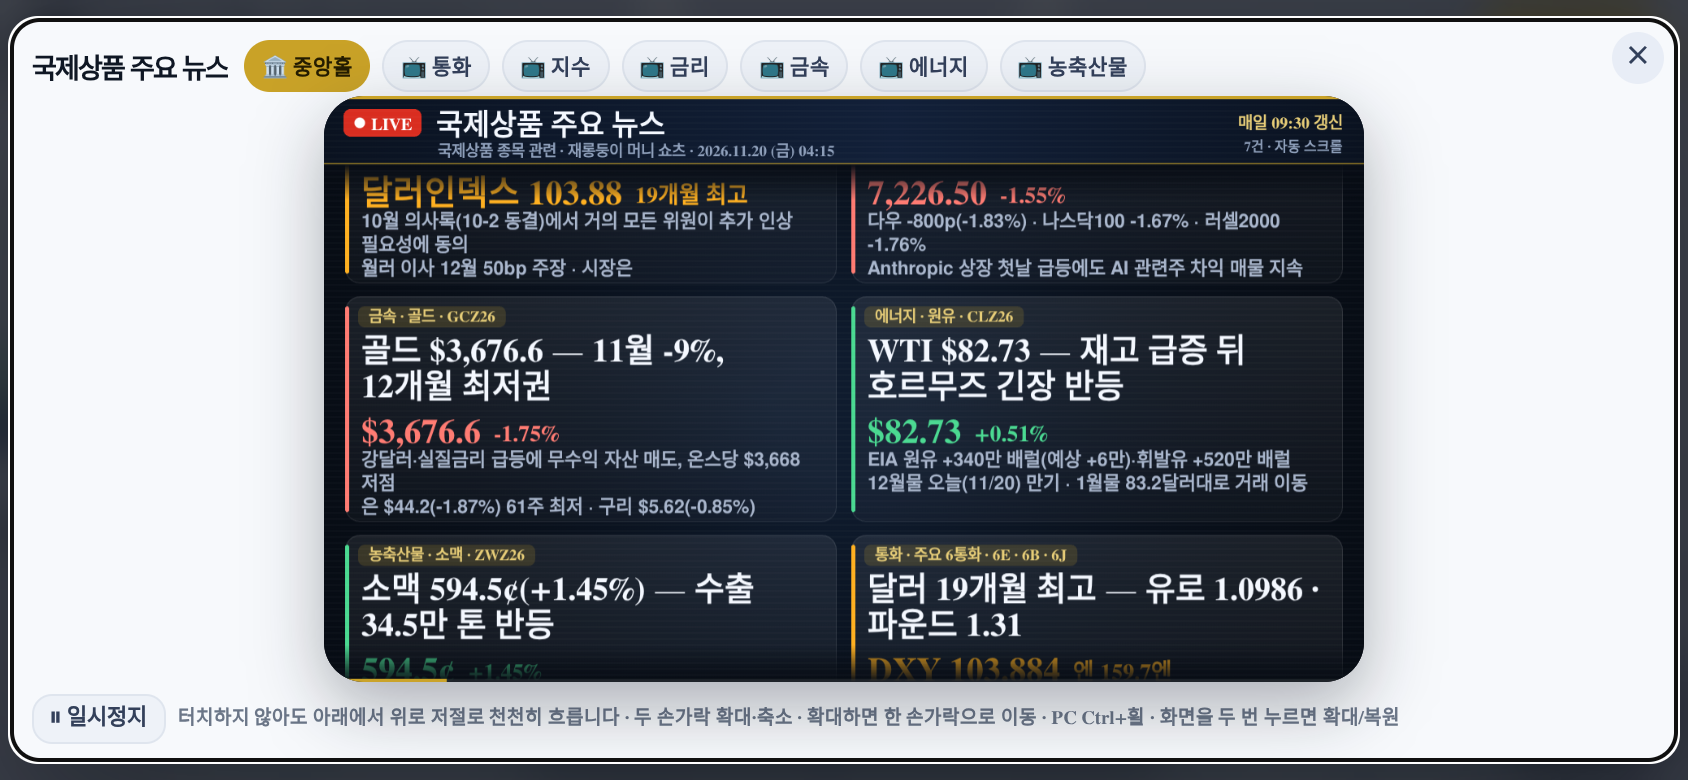 국제상품 주요 뉴스
중앙홀
통화
지수
금리
금속
에너지
농축산물
LIVE
국제상품 주요 뉴스
국제상품 종목 관련 · 재롱둥이 머니 쇼츠 · 2026.11.20 (금) 04:15
매일 09:30 갱신
7건 · 자동 스크롤
달러인덱스 103.88 19개월 최고
10월 의사록(10-2 동결)에서 거의 모든 위원이 추가 인상
필요성에 동의
월러 이사 12월 50bp 주장 · 시장은
7,226.50 -1.55%
다우 -800p(-1.83%) · 나스닥100 -1.67% · 러셀2000
-1.76%
Anthropic 상장 첫날 급등에도 AI 관련주 차익 매물 지속
금속 · 골드 · GCZ26
골드 $3,676.6 — 11월 -9%,
12개월 최저권
$3,676.6 -1.75%
강달러·실질금리 급등에 무수익 자산 매도, 온스당 $3,668
저점
은 $44.2(-1.87%) 61주 최저 · 구리 $5.62(-0.85%)
에너지 · 원유 · CLZ26
WTI $82.73 — 재고 급증 뒤
호르무즈 긴장 반등
$82.73 +0.51%
EIA 원유 +340만 배럴(예상 +6만)·휘발유 +520만 배럴
12월물 오늘(11/20) 만기 · 1월물 83.2달러대로 거래 이동
농축산물 · 소맥 · ZWZ26
소맥 594.5¢(+1.45%) — 수출
34.5만 톤 반등
594.5¢ +1.45%
통화 · 주요 6통화 · 6E · 6B · 6J
달러 19개월 최고 — 유로 1.0986 ·
파운드 1.31
DXY 103.884 엔 159.7엔
일시정지
터치하지 않아도 아래에서 위로 저절로 천천히 흐릅니다 · 두 손가락 확대·축소 · 확대하면 한 손가락으로 이동 · PC Ctrl+휠 · 화면을 두 번 누르면 확대/복원